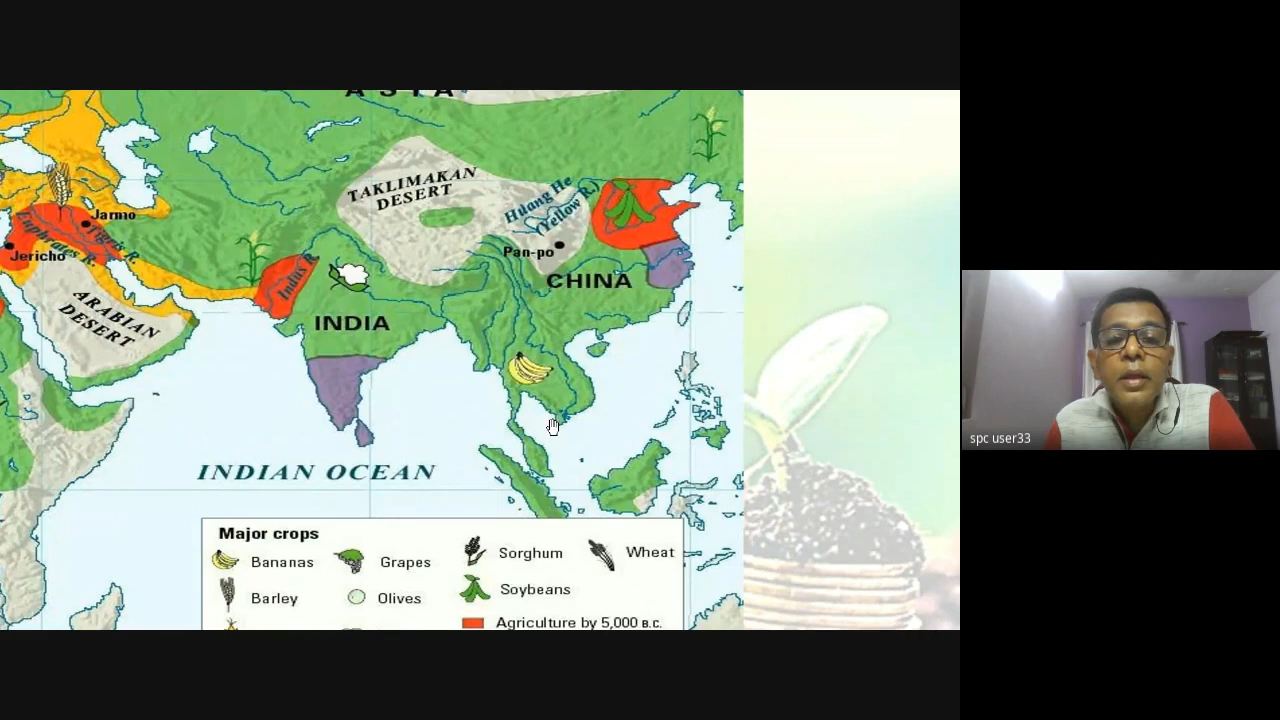 ASIA
TAKLIMAKAN
DESERT
Huang He
(Yellow R.)
Jarmo
Tigris R.
Euphrates R.
Jericho
Pan-po
CHINA
Indus R.
ARABIAN
DESERT
INDIA
INDIAN OCEAN
spc user33
Major crops
Bananas
Grapes
Sorghum
Wheat
Barley
Olives
Soybeans
Agriculture by 5,000 B.C.